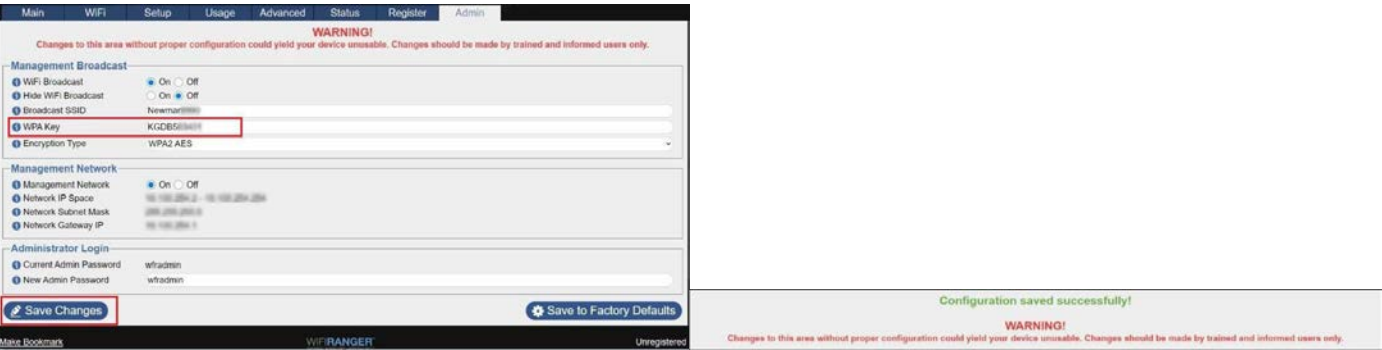 Main WiFi Setup Usage Advanced Status Register Admin
WARNING!
Changes to this area without proper configuration could yield your device unusable. Changes should be made by trained and informed users only.
Management Broadcast
WiFi Broadcast On Off
Hide WiFi Broadcast On Off
Broadcast SSID Newmar
WPA Key KGDB5
Encryption Type WPA2 AES
Management Network
Management Network On Off
Network IP Space
Network Subnet Mask
Network Gateway IP
Administrator Login
Current Admin Password wfradmin
New Admin Password wfradmin
Save Changes Save to Factory Defaults
Make Bookmark WiFiRANGER Unregistered
Configuration saved successfully!
WARNING!
Changes to this area without proper configuration could yield your device unusable. Changes should be made by trained and informed users only.